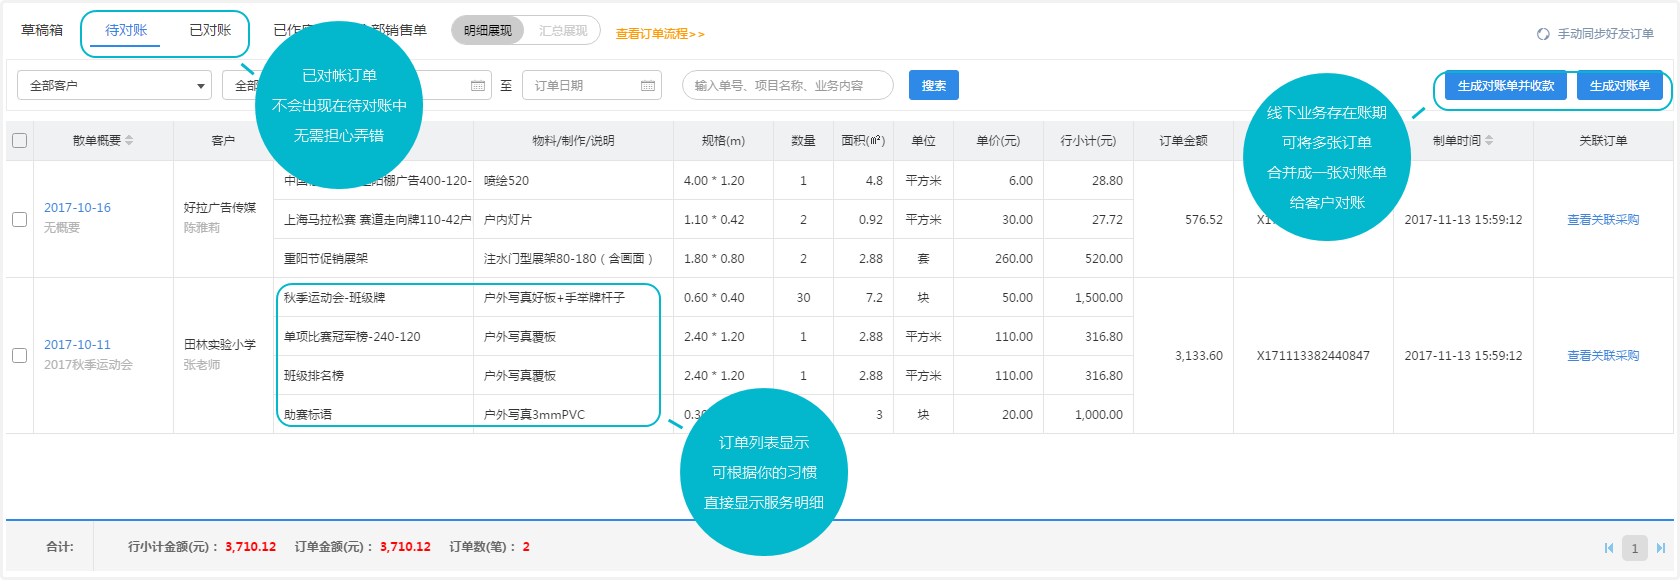 草稿箱 待对账 已对账 已作 部销售单 明细展现 汇总展现 查看订单流程>> 手动同步好友订单
全部客户 全部 至 订单日期 输入单号、项目名称、业务内容 搜索 生成对账单并收款 生成对账单
已对帐订单
不会出现在待对账中
无需担心弄错
线下业务存在账期
可将多张订单
合并成一张对账单
给客户对账
散单概要 客户 物料/制作/说明 规格(m) 数量 面积(㎡) 单位 单价(元) 行小计(元) 订单金额 制单时间 关联订单
2017-10-16
无概要
好拉广告传媒
陈雅莉
阳棚广告400-120- 喷绘520 4.00 * 1.20 1 4.8 平方米 6.00 28.80
上海马拉松赛 赛道走向牌110-42户 户内灯片 1.10 * 0.42 2 0.92 平方米 30.00 27.72
重阳节促销展架 注水门型展架80-180（含画面） 1.80 * 0.80 2 2.88 套 260.00 520.00
576.52 X1 2017-11-13 15:59:12 查看关联采购
2017-10-11
2017秋季运动会
田林实验小学
张老师
秋季运动会-班级牌 户外写真好板+手举牌杆子 0.60 * 0.40 30 7.2 块 50.00 1,500.00
单项比赛冠军榜-240-120 户外写真覆板 2.40 * 1.20 1 2.88 平方米 110.00 316.80
班级排名榜 户外写真覆板 2.40 * 1.20 1 2.88 平方米 110.00 316.80
助赛标语 户外写真3mmPVC 0.30 3 块 20.00 1,000.00
3,133.60 X171113382440847 2017-11-13 15:59:12 查看关联采购
订单列表显示
可根据你的习惯
直接显示服务明细
合计: 行小计金额(元)： 3,710.12 订单金额(元)： 3,710.12 订单数(笔)： 2
1